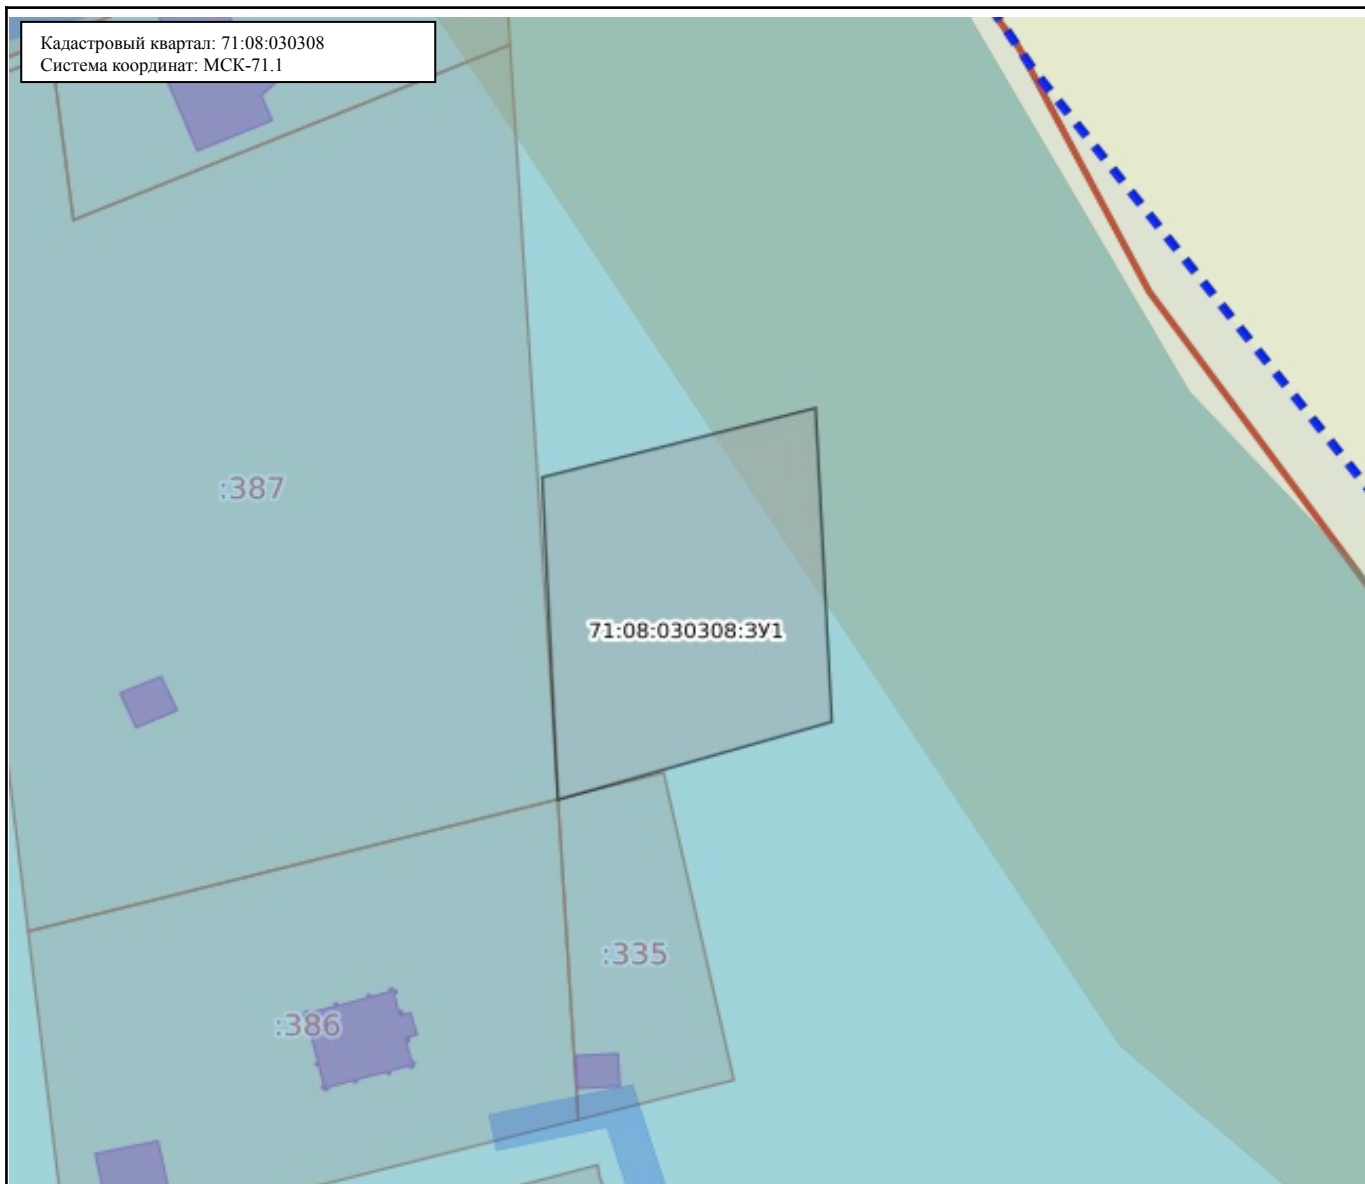 Кадастровый квартал: 71:08:030308
Система координат: МСК-71.1
:387
71:08:030308:ЗУ1
:335
:386